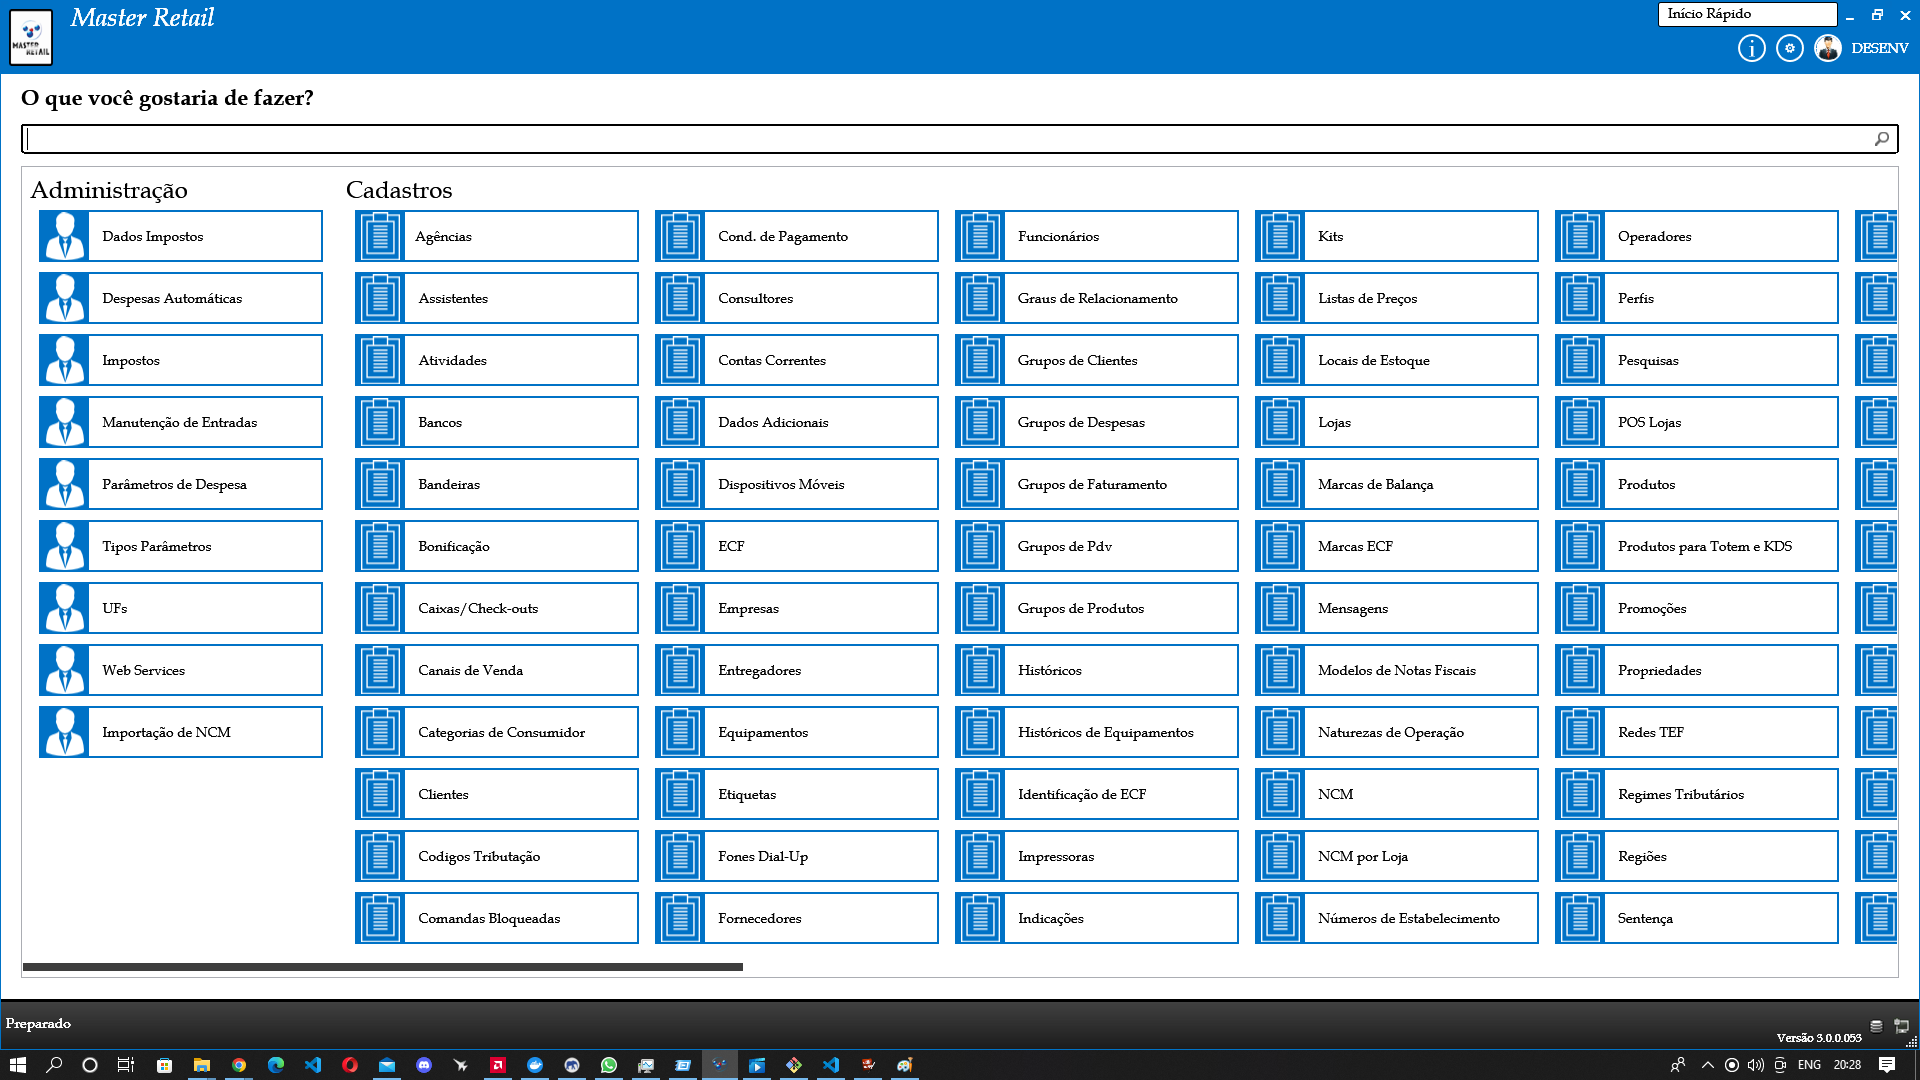 Master Retail
MASTER
RETAIL
Início Rápido
DESENV
O que você gostaria de fazer?
Administração
Dados Impostos
Despesas Automáticas
Impostos
Manutenção de Entradas
Parâmetros de Despesa
Tipos Parâmetros
UFs
Web Services
Importação de NCM
Cadastros
Agências
Assistentes
Atividades
Bancos
Bandeiras
Bonificação
Caixas/Check-outs
Canais de Venda
Categorias de Consumidor
Clientes
Codigos Tributação
Comandas Bloqueadas
Cond. de Pagamento
Consultores
Contas Correntes
Dados Adicionais
Dispositivos Móveis
ECF
Empresas
Entregadores
Equipamentos
Etiquetas
Fones Dial-Up
Fornecedores
Funcionários
Graus de Relacionamento
Grupos de Clientes
Grupos de Despesas
Grupos de Faturamento
Grupos de Pdv
Grupos de Produtos
Históricos
Históricos de Equipamentos
Identificação de ECF
Impressoras
Indicações
Kits
Listas de Preços
Locais de Estoque
Lojas
Marcas de Balança
Marcas ECF
Mensagens
Modelos de Notas Fiscais
Naturezas de Operação
NCM
NCM por Loja
Números de Estabelecimento
Operadores
Perfis
Pesquisas
POS Lojas
Produtos
Produtos para Totem e KDS
Promoções
Propriedades
Redes TEF
Regimes Tributários
Regiões
Sentença
Preparado
Versão 3.0.0.053
ENG
20:28